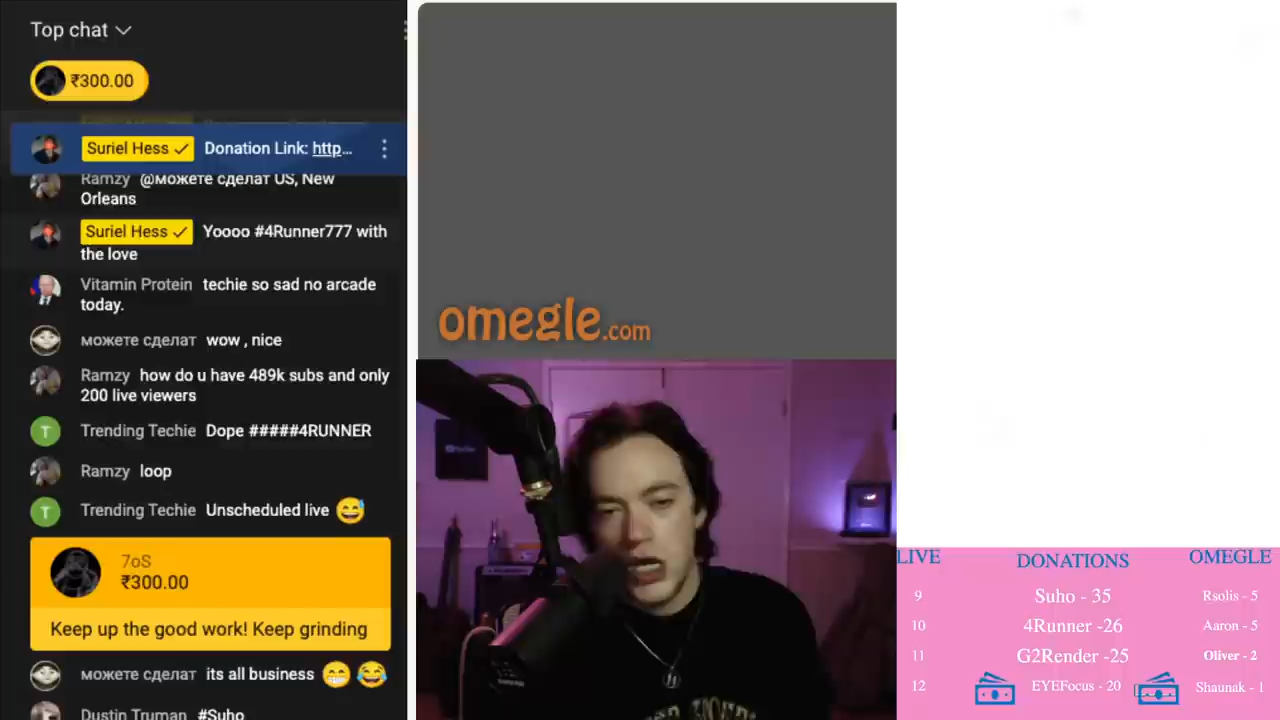 Top chat
₹300.00
Suriel Hess Donation Link: http...
Ramzy @можете сделат US, New
Orleans
Suriel Hess Yoooo #4Runner777 with
the love
Vitamin Protein techie so sad no arcade
today.
можете сделат wow , nice
Ramzy how do u have 489k subs and only
200 live viewers
Trending Techie Dope #####4RUNNER
Ramzy loop
T Trending Techie Unscheduled live
7oS
₹300.00
Keep up the good work! Keep grinding
можете сделат its all business
Dustin Truman #Suho
omegle.com
LIVE DONATIONS OMEGLE
9 Suho - 35 Rsolis - 5
10 4Runner -26 Aaron - 5
11 G2Render -25 Oliver - 2
12 EYEFocus - 20 Shaunak - 1